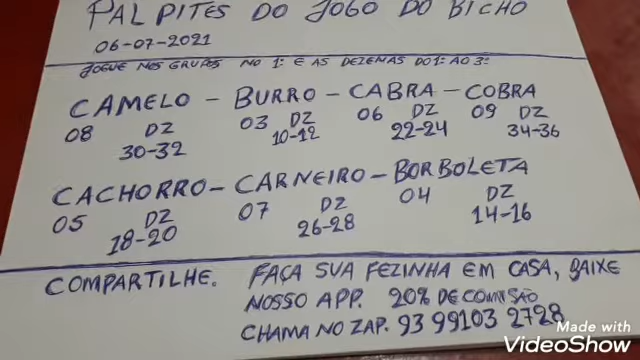 PALPITES DO JOGO DO BICHO
06-07-2021
JOGUE NOS GRUPOS NO 1: E AS DEZENAS DO 1: AO 3:
CAMELO - BURRO - CABRA - COBRA
08 DZ 03 DZ 06 DZ 09 DZ
30-32 10-12 22-24 34-36
CACHORRO - CARNEIRO - BORBOLETA
05 DZ 07 DZ 04 DZ
18-20 26-28 14-16
COMPARTILHE. FAÇA SUA FEZINHA EM CASA, BAIXE
NOSSO APP. 20% DE COMISSÃO
CHAMA NO ZAP. 93 99103 2728
Made with
VideoShow